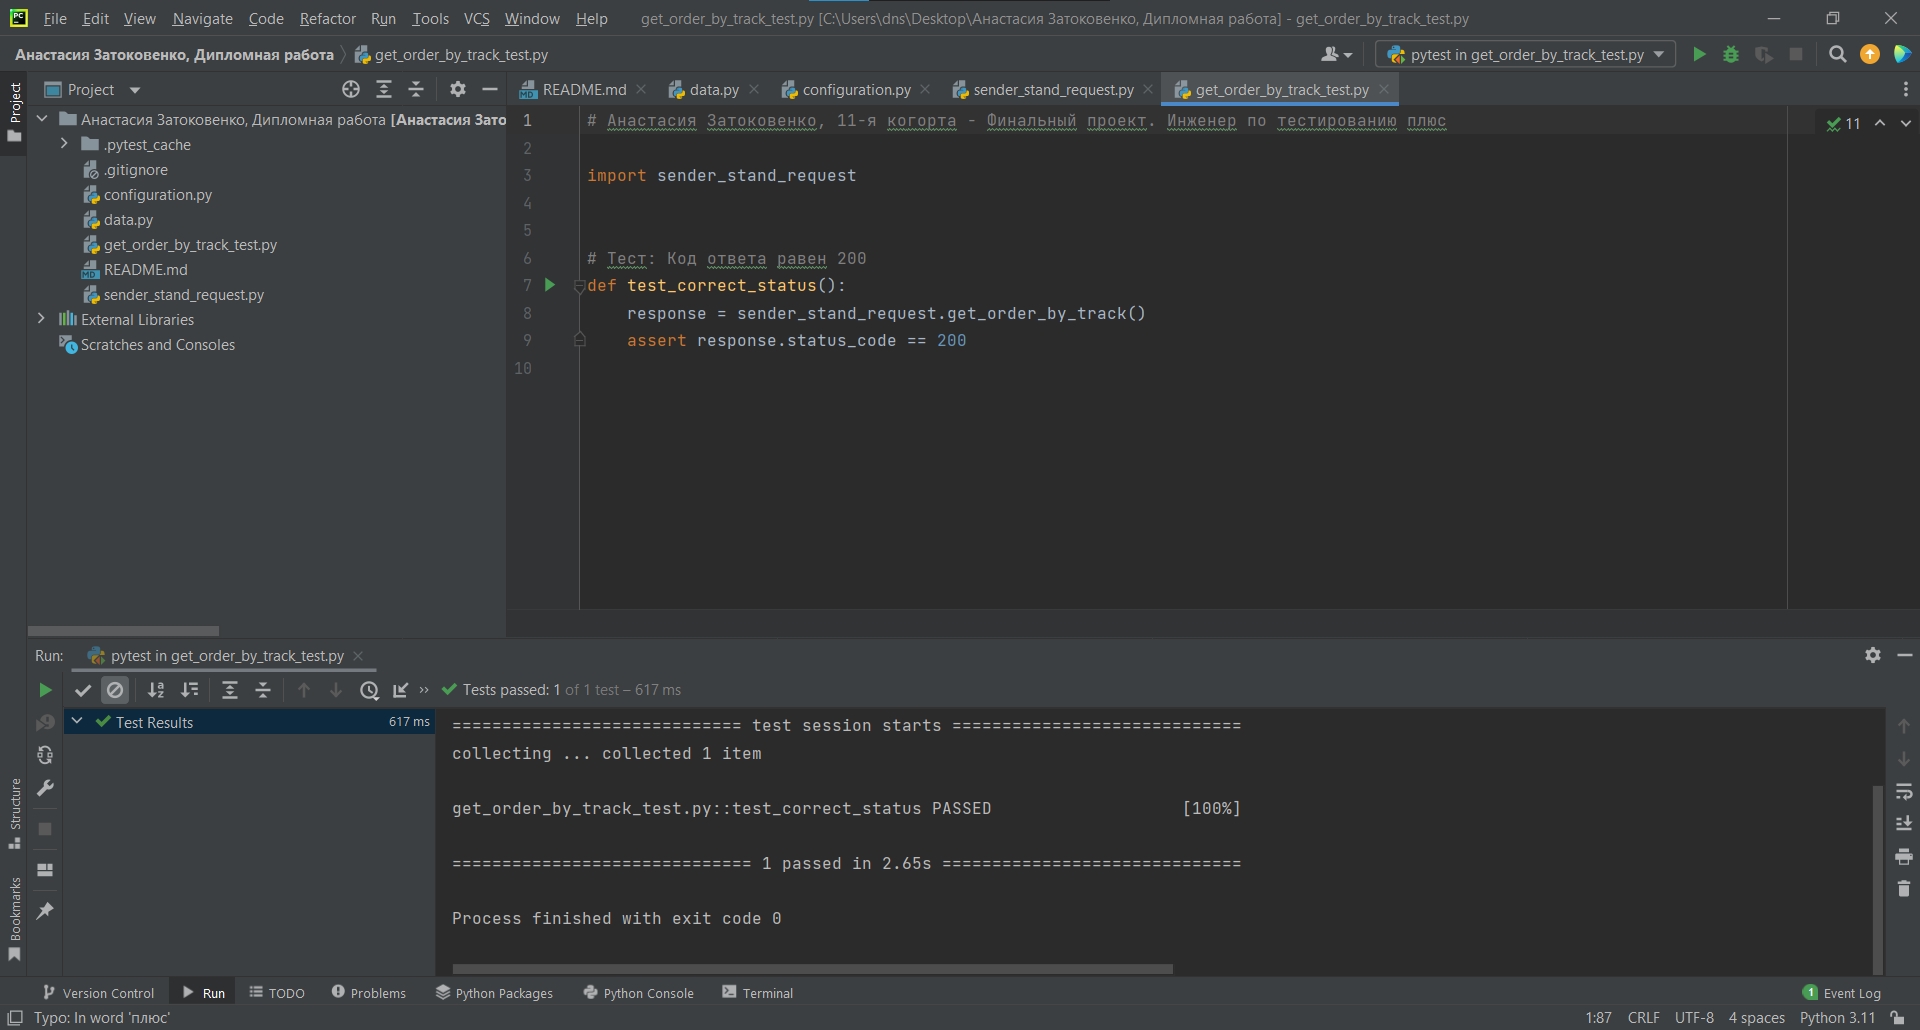 PC File Edit View Navigate Code Refactor Run Tools VCS Window Help get_order_by_track_test.py [C:\Users\dns\Desktop\Анастасия Затоковенко, Дипломная работа] - get_order_by_track_test.py
Анастасия Затоковенко, Дипломная работа get_order_by_track_test.py pytest in get_order_by_track_test.py
Project README.md data.py configuration.py sender_stand_request.py get_order_by_track_test.py
Project
Анастасия Затоковенко, Дипломная работа [Анастасия Зато
.pytest_cache
.gitignore
configuration.py
data.py
get_order_by_track_test.py
README.md
sender_stand_request.py
External Libraries
Scratches and Consoles
1 # Анастасия Затоковенко, 11-я когорта - Финальный проект. Инженер по тестированию плюс 11
2
3 import sender_stand_request
4
5
6 # Тест: Код ответа равен 200
7 def test_correct_status():
8 response = sender_stand_request.get_order_by_track()
9 assert response.status_code == 200
10
Run: pytest in get_order_by_track_test.py
Tests passed: 1 of 1 test – 617 ms
Test Results 617 ms
============================= test session starts =============================
collecting ... collected 1 item
get_order_by_track_test.py::test_correct_status PASSED [100%]
============================== 1 passed in 2.65s ==============================
Process finished with exit code 0
Structure
Bookmarks
Version Control Run TODO Problems Python Packages Python Console Terminal 1 Event Log
Typo: In word 'плюс' 1:87 CRLF UTF-8 4 spaces Python 3.11